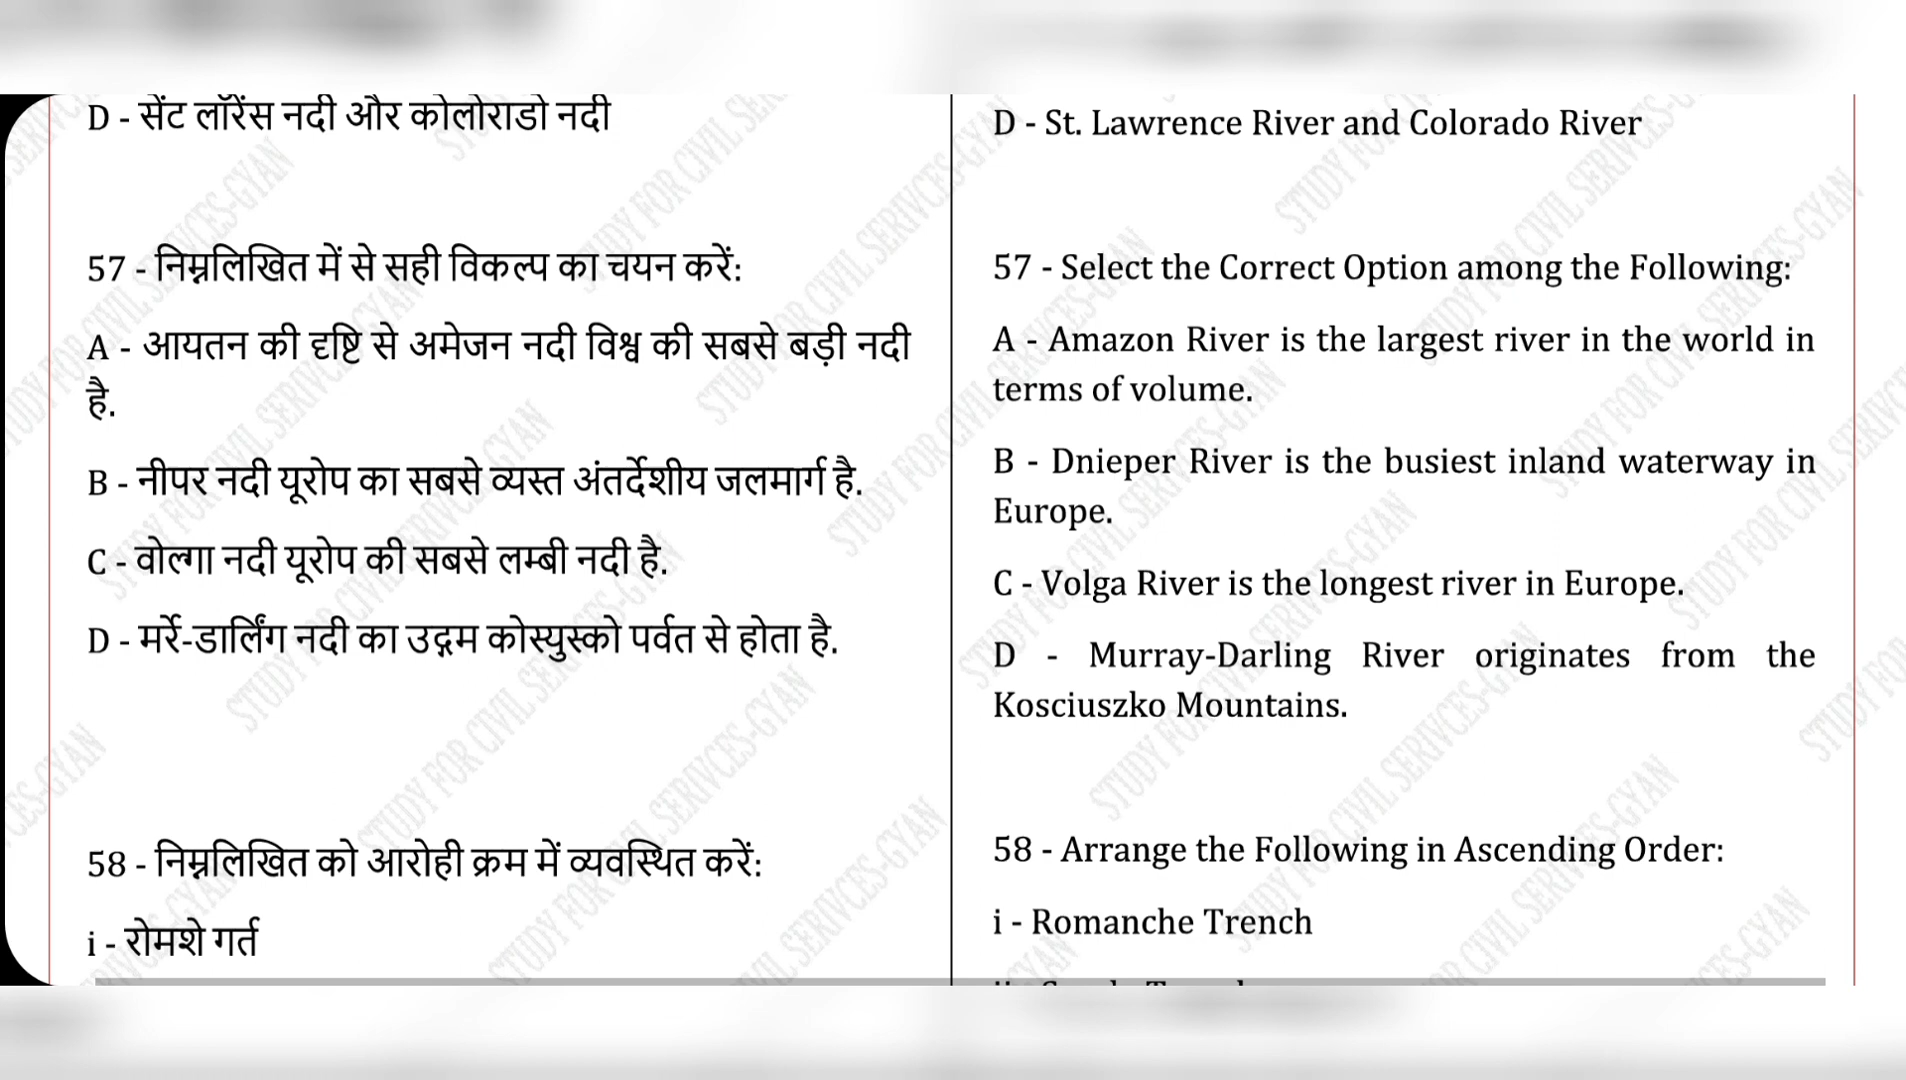 D - सेंट लॉरेंस नदी और कोलोराडो नदी
57 - निम्नलिखित में से सही विकल्प का चयन करें:
A - आयतन की दृष्टि से अमेजन नदी विश्व की सबसे बड़ी नदी
है.
B - नीपर नदी यूरोप का सबसे व्यस्त अंतर्देशीय जलमार्ग है.
C - वोल्गा नदी यूरोप की सबसे लम्बी नदी है.
D - मर्रे-डार्लिंग नदी का उद्गम कोस्युस्को पर्वत से होता है.
58 - निम्नलिखित को आरोही क्रम में व्यवस्थित करें:
i - रोमशे गर्त
D - St. Lawrence River and Colorado River
57 - Select the Correct Option among the Following:
A - Amazon River is the largest river in the world in
terms of volume.
B - Dnieper River is the busiest inland waterway in
Europe.
C - Volga River is the longest river in Europe.
D - Murray-Darling River originates from the
Kosciuszko Mountains.
58 - Arrange the Following in Ascending Order:
i - Romanche Trench
STUDY FOR CIVIL SERIVCES-GYAN